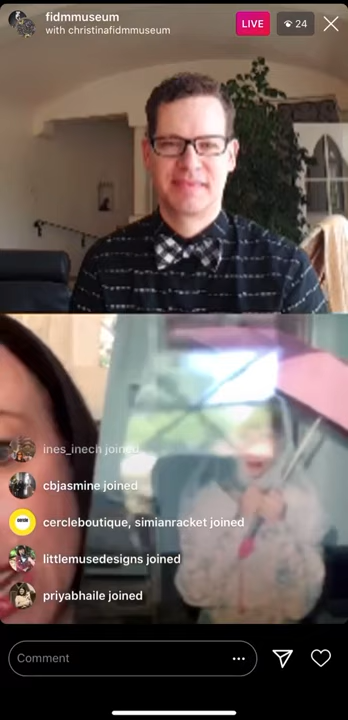 fidmmuseum
with christinafidmmuseum
LIVE
24
ines_inech joined
cbjasmine joined
cercleboutique, simianracket joined
littlemusedesigns joined
priyabhaile joined
Comment